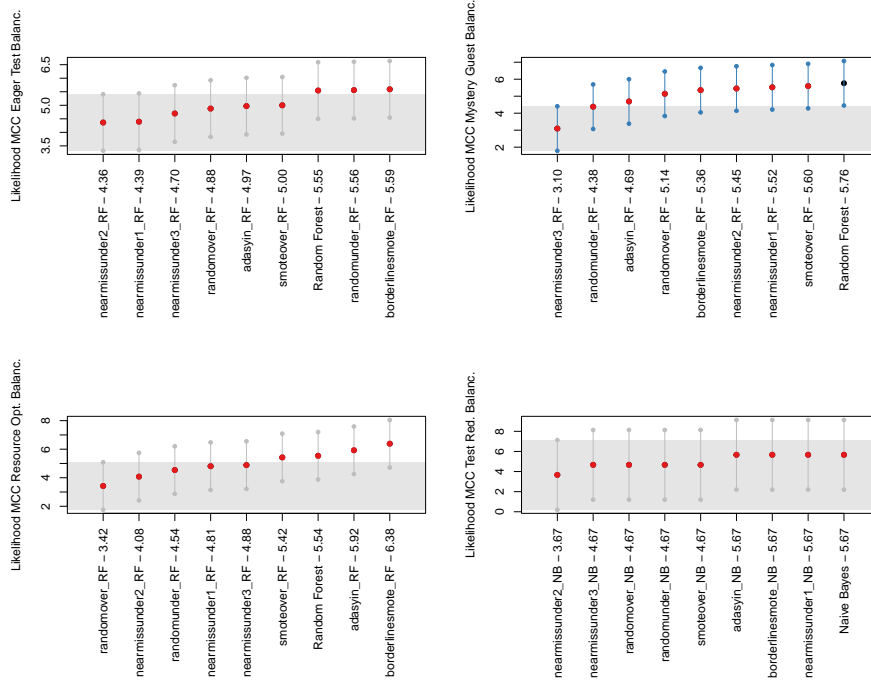 Likelihood MCC Eager Test Balanc.
3.5
5.0
6.5
nearmissunder2_RF − 4.36
nearmissunder1_RF − 4.39
nearmissunder3_RF − 4.70
randomover_RF − 4.88
adasyin_RF − 4.97
smoteover_RF − 5.00
Random Forest − 5.55
randomunder_RF − 5.56
borderlinesmote_RF − 5.59
Likelihood MCC Mystery Guest Balanc.
2
4
6
nearmissunder3_RF − 3.10
randomunder_RF − 4.38
adasyin_RF − 4.69
randomover_RF − 5.14
borderlinesmote_RF − 5.36
nearmissunder2_RF − 5.45
nearmissunder1_RF − 5.52
smoteover_RF − 5.60
Random Forest − 5.76
Likelihood MCC Resource Opt. Balanc.
2
4
6
8
randomover_RF − 3.42
nearmissunder2_RF − 4.08
randomunder_RF − 4.54
nearmissunder1_RF − 4.81
nearmissunder3_RF − 4.88
smoteover_RF − 5.42
Random Forest − 5.54
adasyin_RF − 5.92
borderlinesmote_RF − 6.38
Likelihood MCC Test Red. Balanc.
0
2
4
6
8
nearmissunder2_NB − 3.67
nearmissunder3_NB − 4.67
randomover_NB − 4.67
randomunder_NB − 4.67
smoteover_NB − 4.67
adasyin_NB − 5.67
borderlinesmote_NB − 5.67
nearmissunder1_NB − 5.67
Naive Bayes − 5.67